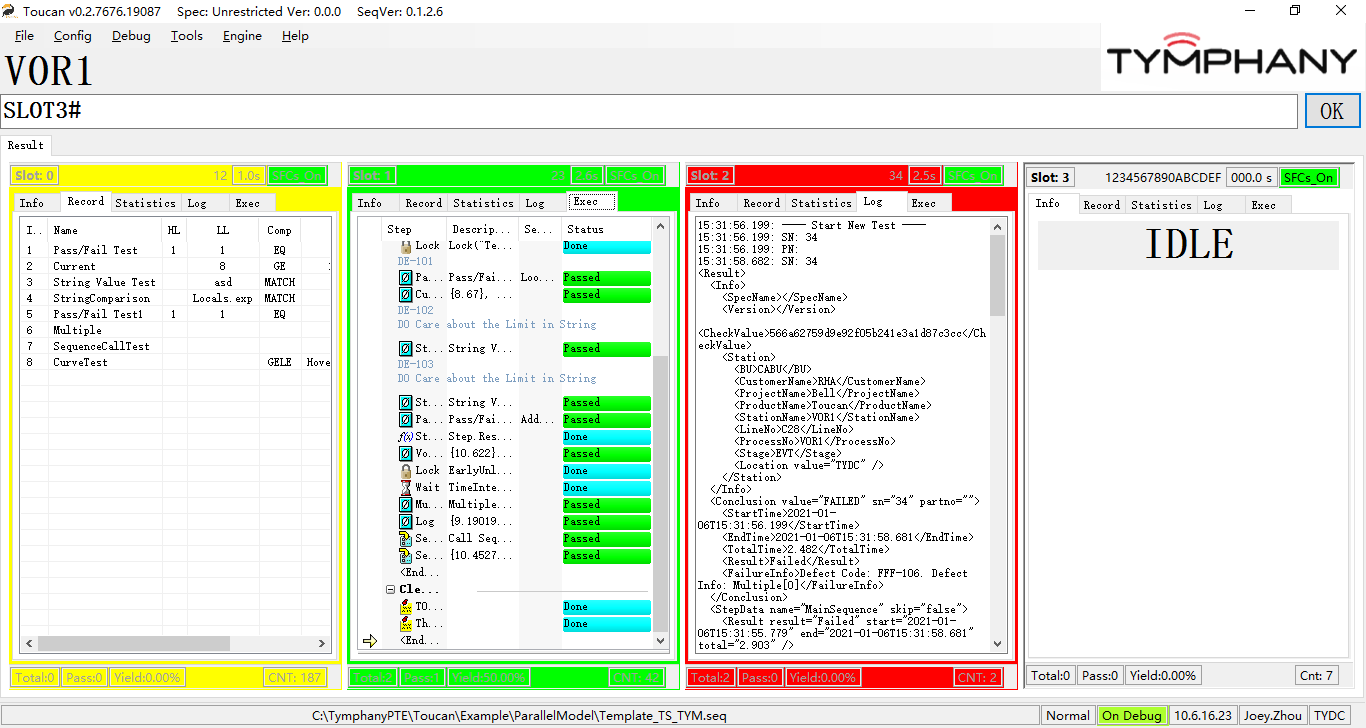 Toucan v0.2.7676.19087 Spec: Unrestricted Ver: 0.0.0 SeqVer: 0.1.2.6
File Config Debug Tools Engine Help
TYMPHANY
VOR1
SLOT3#
OK
Result
Slot: 0 12 1.0s SFCs_On
Info Record Statistics Log Exec
I.. Name HL LL Comp
1 Pass/Fail Test 1 1 EQ
2 Current 8 GE
3 String Value Test asd MATCH
4 StringComparison Locals.exp MATCH
5 Pass/Fail Test1 1 1 EQ
6 Multiple
7 SequenceCallTest
8 CurveTest GELE Hove
Total:0 Pass:0 Yield:0.00% CNT: 187
Slot: 1 23 2.6s SFCs_On
Info Record Statistics Log Exec
Step Descrip... Se... Status
Lock Lock("Te... Done
DE-101
Pa... Pass/Fai... Loo... Passed
Cu... {8.67}, ... Passed
DE-102
DO Care about the Limit in String
St... String V... Passed
DE-103
DO Care about the Limit in String
St... String V... Passed
Pa... Pass/Fai... Add... Passed
f(x) St... Step.Res... Done
Vo... {10.622}... Passed
Lock EarlyUnl... Done
Wait TimeInte... Done
Mu... Multiple... Passed
Log {9.19019... Passed
Se... Call Seq... Passed
Se... {10.4527... Passed
<End...
Cle...
TO... Done
Th... Done
<End...
Total:2 Pass:1 Yield:50.00% CNT: 42
Slot: 2 34 2.5s SFCs_On
Info Record Statistics Log Exec
15:31:56.199: ---- Start New Test ----
15:31:56.199: SN: 34
15:31:56.199: PN:
15:31:58.682: SN: 34
<Result>
<Info>
<SpecName></SpecName>
<Version></Version>
<CheckValue>566a62759d9e92f05b241e3a1d87c3cc</Ch
eckValue>
<Station>
<BU>CABU</BU>
<CustomerName>RHA</CustomerName>
<ProjectName>Bell</ProjectName>
<ProductName>Toucan</ProductName>
<StationName>VOR1</StationName>
<LineNo>C28</LineNo>
<ProcessNo>VOR1</ProcessNo>
<Stage>EVT</Stage>
<Location value="TYDC" />
</Station>
</Info>
<Conclusion value="FAILED" sn="34" partno="">
<StartTime>2021-01-
06T15:31:56.199</StartTime>
<EndTime>2021-01-06T15:31:58.681</EndTime>
<TotalTime>2.482</TotalTime>
<Result>Failed</Result>
<FailureInfo>Defect Code: FFF-106. Defect
Info: Multiple[0]</FailureInfo>
</Conclusion>
<StepData name="MainSequence" skip="false">
<Result result="Failed" start="2021-01-
06T15:31:55.779" end="2021-01-06T15:31:58.681"
total="2.903" />
Total:2 Pass:0 Yield:0.00% CNT: 2
Slot: 3 1234567890ABCDEF 000.0 s SFCs_On
Info Record Statistics Log Exec
IDLE
Total:0 Pass:0 Yield:0.00% Cnt: 7
C:\TymphanyPTE\Toucan\Example\ParallelModel\Template_TS_TYM.seq Normal On Debug 10.6.16.23 Joey.Zhou TYDC